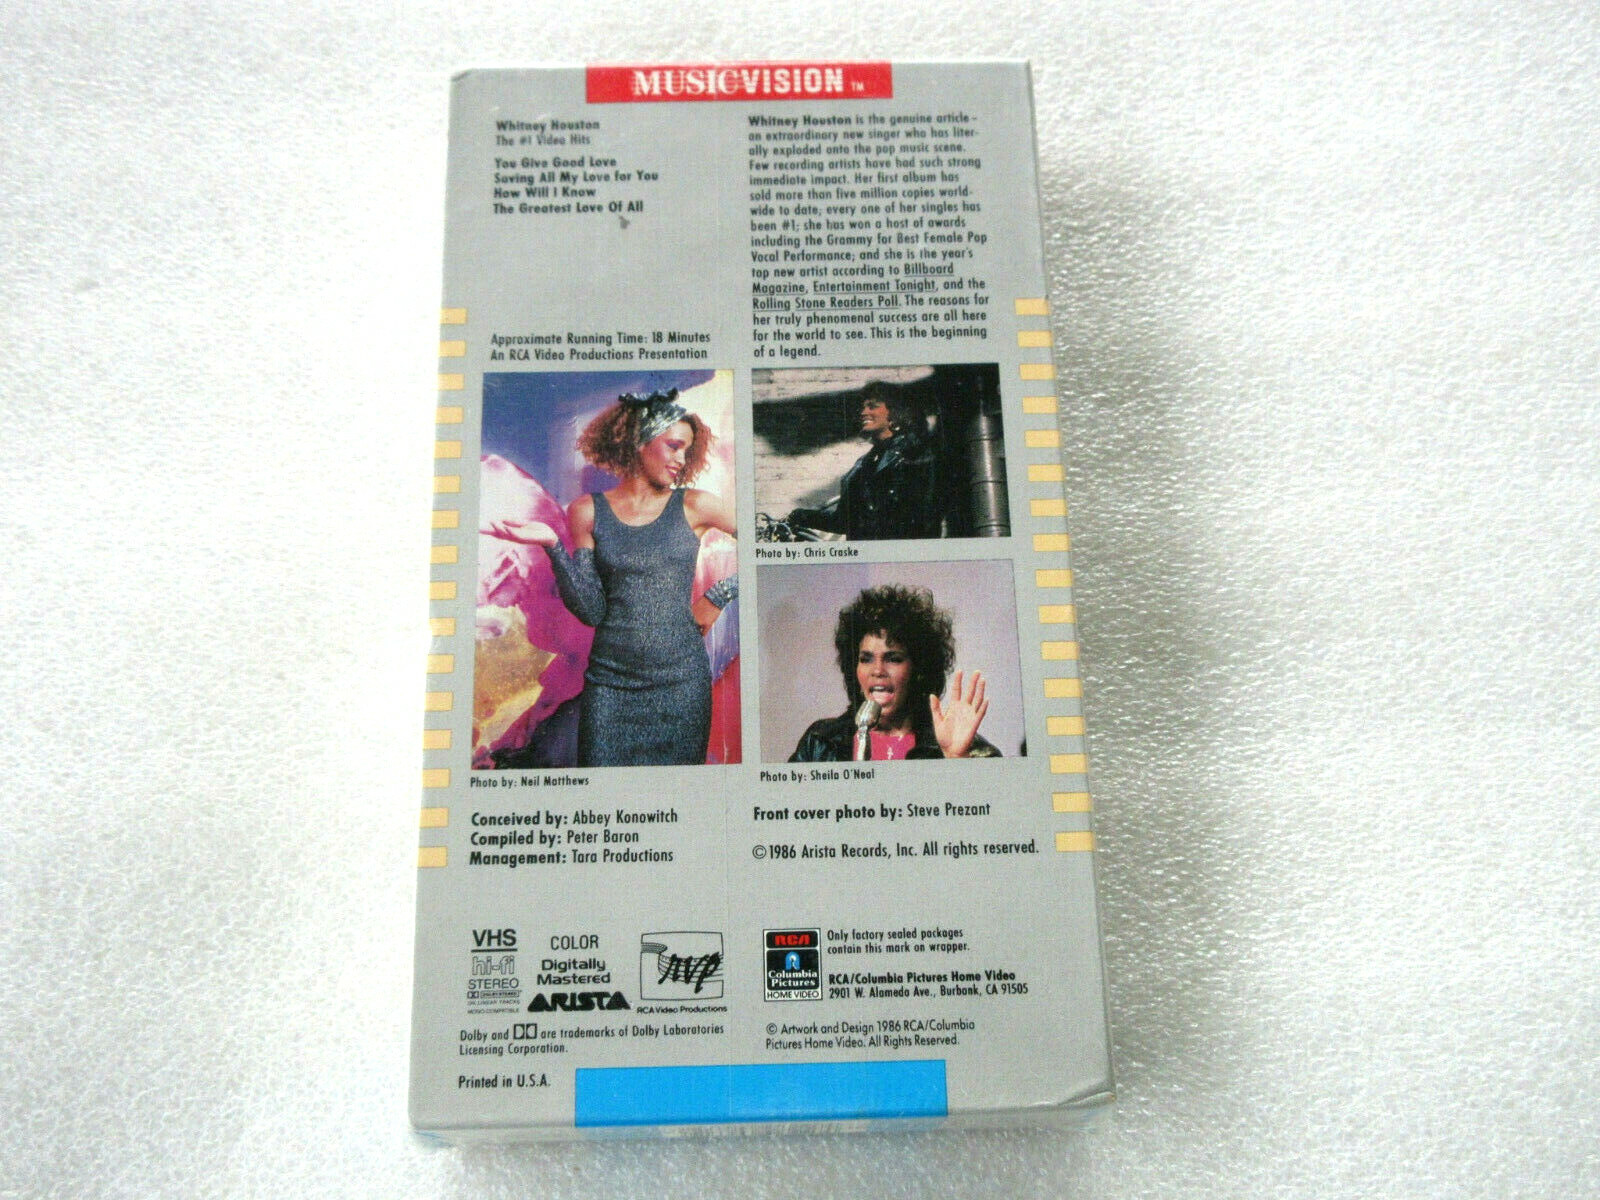 MUSICVISION ™
Whitney Houston
The #1 Video Hits
You Give Good Love
Saving All My Love for You
How Will I Know
The Greatest Love Of All
Approximate Running Time: 18 Minutes
An RCA Video Productions Presentation
Whitney Houston is the genuine article –
an extraordinary new singer who has liter-
ally exploded onto the pop music scene.
Few recording artists have had such strong
immediate impact. Her first album has
sold more than five million copies world-
wide to date; every one of her singles has
been #1; she has won a host of awards
including the Grammy for Best Female Pop
Vocal Performance; and she is the year's
top new artist according to Billboard
Magazine, Entertainment Tonight, and the
Rolling Stone Readers Poll. The reasons for
her truly phenomenal success are all here
for the world to see. This is the beginning
of a legend.
Photo by: Chris Craske
Photo by: Neil Matthews
Photo by: Sheila O'Neal
Conceived by: Abbey Konowitch
Compiled by: Peter Baron
Management: Tara Productions
Front cover photo by: Steve Prezant
©1986 Arista Records, Inc. All rights reserved.
VHS
hi-fi
STEREO
DOLBY STEREO
ON LINEAR TRACKS
MONO COMPATIBLE
COLOR
Digitally
Mastered
ARISTA
RVP
RCA Video Productions
Dolby and DD are trademarks of Dolby Laboratories
Licensing Corporation.
Printed in U.S.A.
RCA
Columbia
Pictures
HOME VIDEO
Only factory sealed packages
contain this mark on wrapper.
RCA/Columbia Pictures Home Video
2901 W. Alameda Ave., Burbank, CA 91505
© Artwork and Design 1986 RCA/Columbia
Pictures Home Video. All Rights Reserved.